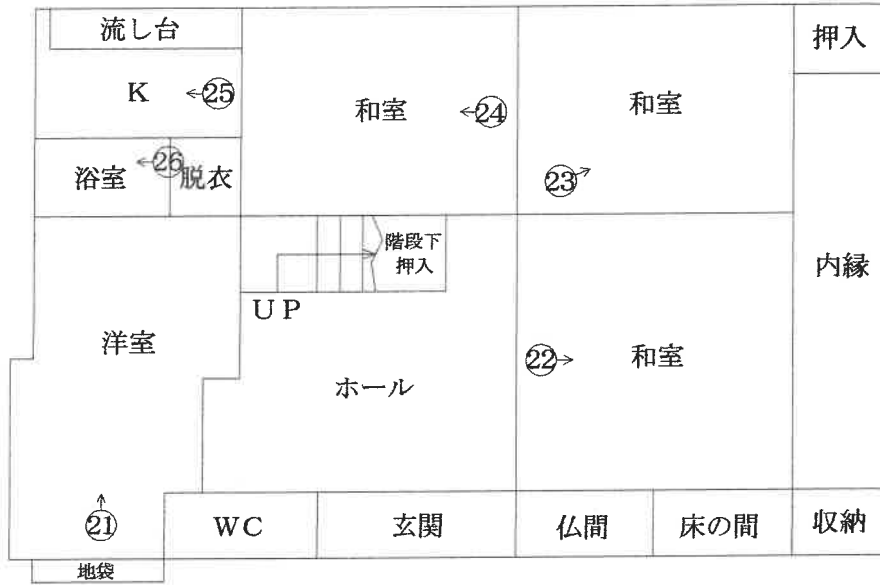 流し台
押入
K
←㉕
和室
←㉔
和室
浴室
←㉖
脱衣
㉓→
階段下
押入
内縁
UP
洋室
㉒→
和室
ホール
↑
㉑
WC
玄関
仏間
床の間
収納
地袋